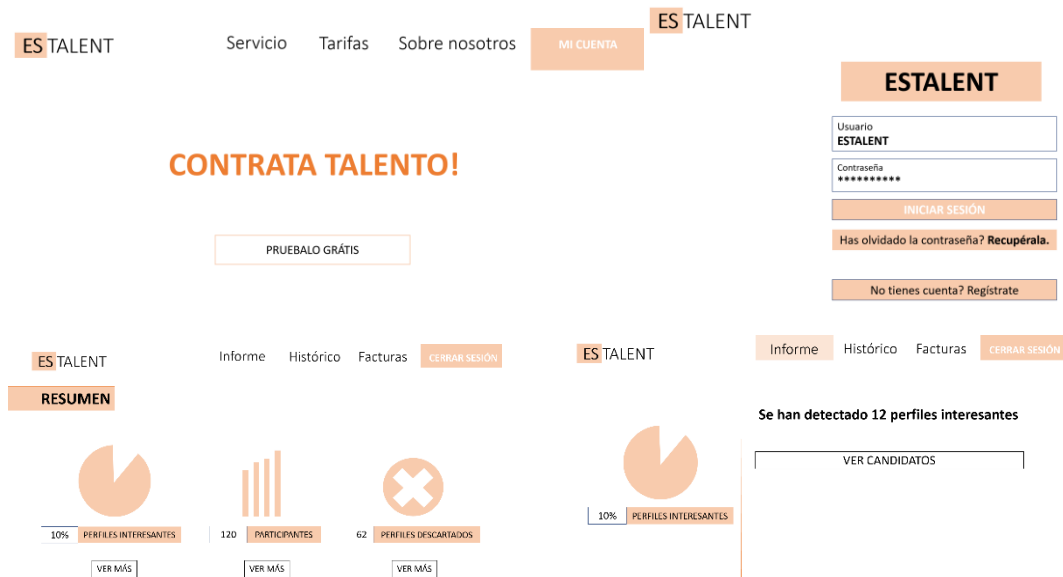 ES TALENT
Servicio Tarifas Sobre nosotros MI CUENTA
CONTRATA TALENTO!
PRUEBALO GRÁTIS
ES TALENT
ESTALENT
Usuario
ESTALENT
Contraseña
**********
INICIAR SESIÓN
Has olvidado la contraseña? Recupérala.
No tienes cuenta? Regístrate
ES TALENT
Informe Histórico Facturas CERRAR SESIÓN
RESUMEN
10% PERFILES INTERESANTES
120 PARTICIPANTES
62 PERFILES DESCARTADOS
VER MÁS VER MÁS VER MÁS
ES TALENT
Informe Histórico Facturas CERRAR SESIÓN
10% PERFILES INTERESANTES
Se han detectado 12 perfiles interesantes
VER CANDIDATOS